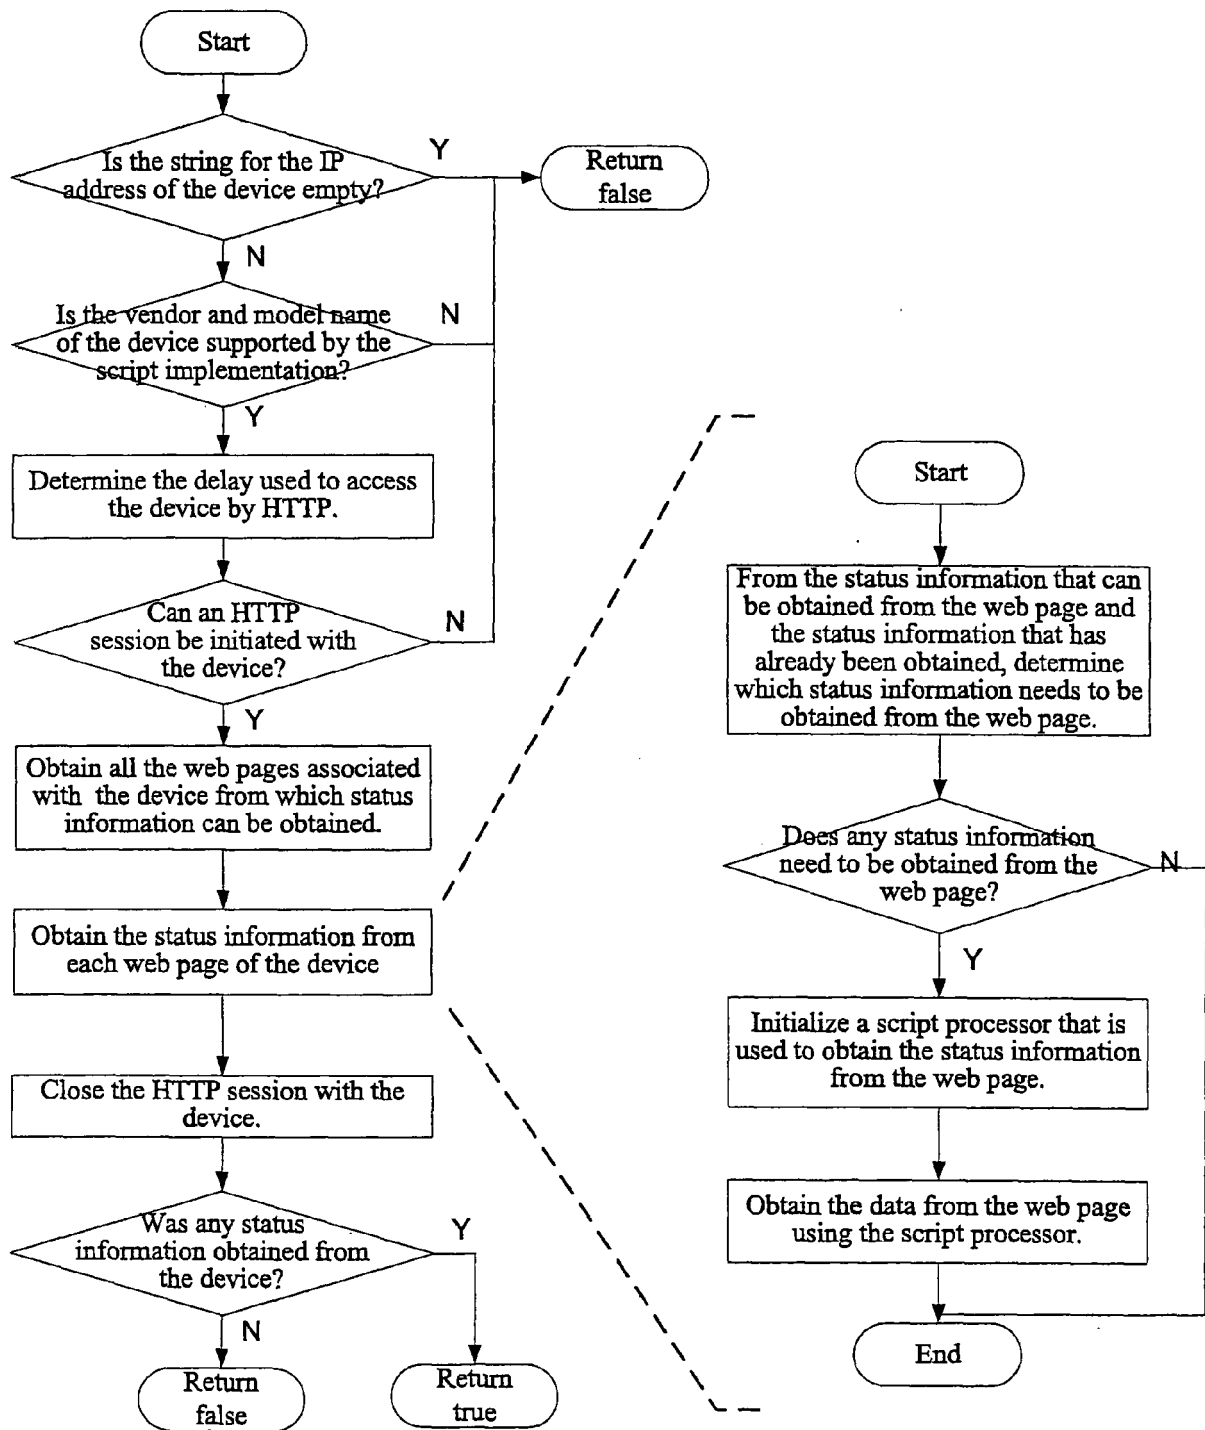 Start
Is the string for the IP
address of the device empty?
Y
Return
false
N
Is the vendor and model name
of the device supported by the
script implementation?
N
Y
Determine the delay used to access
the device by HTTP.
Can an HTTP
session be initiated with
the device?
N
Y
Obtain all the web pages associated
with the device from which status
information can be obtained.
Obtain the status information from
each web page of the device
Close the HTTP session with the
device.
Was any status
information obtained from
the device?
Y
N
Return
false
Return
true
Start
From the status information that can
be obtained from the web page and
the status information that has
already been obtained, determine
which status information needs to be
obtained from the web page.
Does any status information
need to be obtained from the
web page?
N
Y
Initialize a script processor that is
used to obtain the status information
from the web page.
Obtain the data from the web page
using the script processor.
End